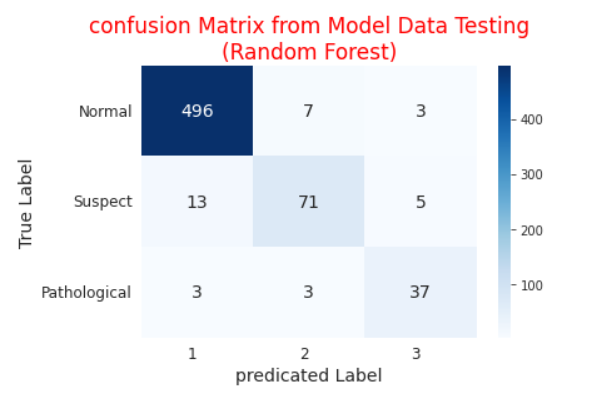 confusion Matrix from Model Data Testing
(Random Forest)
Normal 496 7 3
Suspect 13 71 5
Pathological 3 3 37
1 2 3
predicated Label
True Label
400
300
200
100